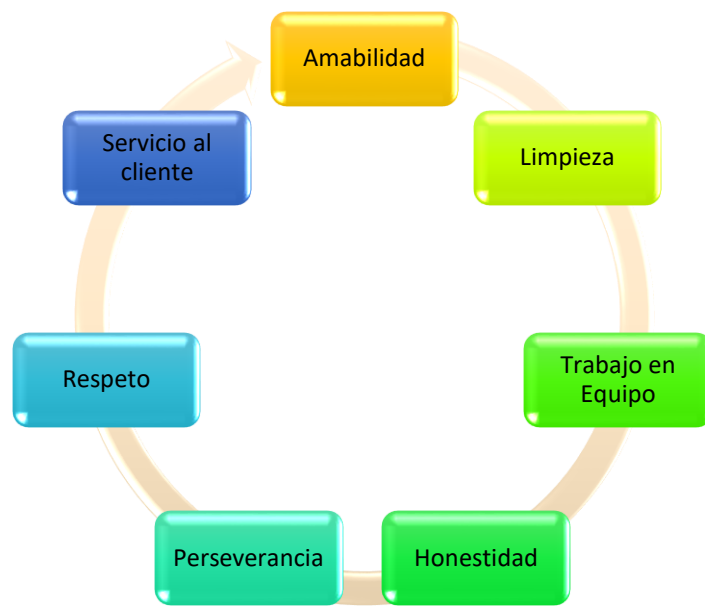 Amabilidad
Limpieza
Trabajo en
Equipo
Honestidad
Perseverancia
Respeto
Servicio al
cliente